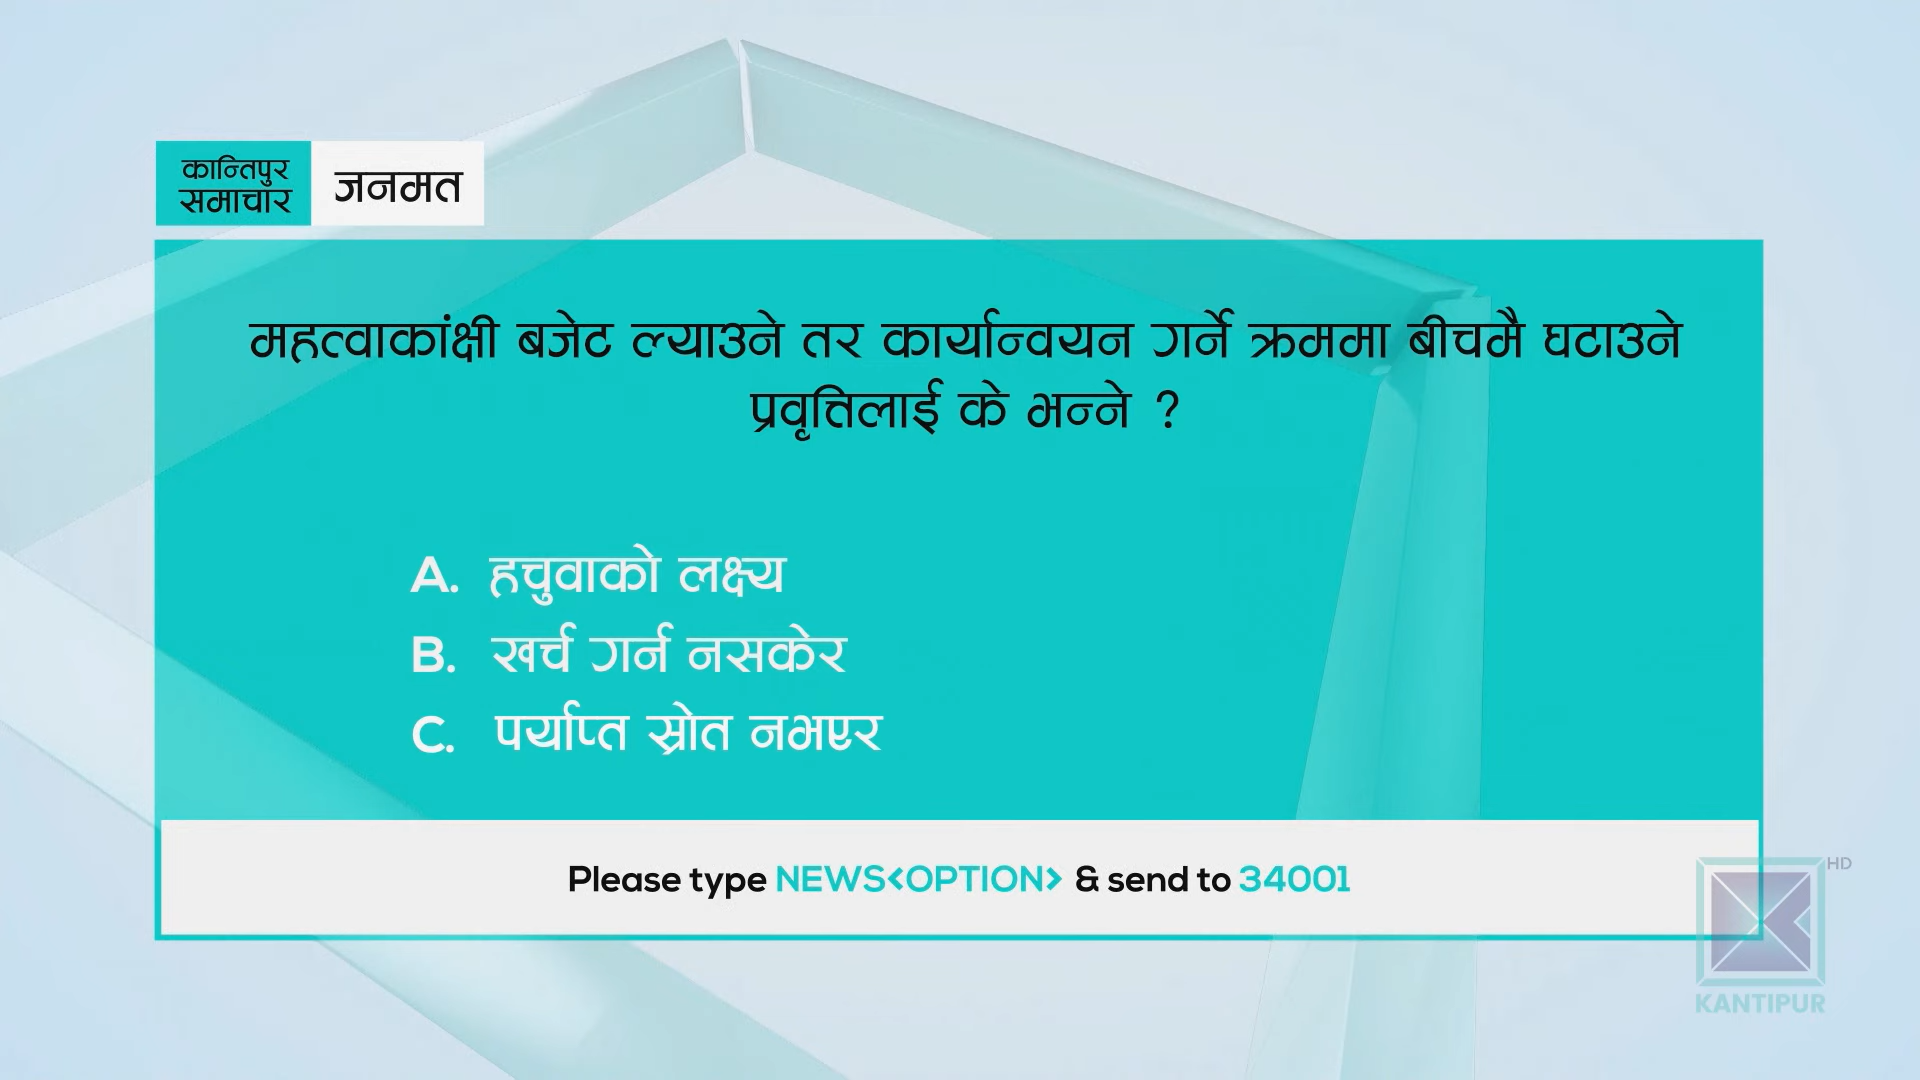 कान्तिपुर
समाचार
जनमत
महत्वाकांक्षी बजेट ल्याउने तर कार्यान्वयन गर्ने क्रममा बीचमै घटाउने
प्रवृत्तिलाई के भन्ने ?
A. हचुवाको लक्ष्य
B. खर्च गर्न नसकेर
C. पर्याप्त स्रोत नभएर
Please type NEWS<OPTION> & send to 34001
HD
KANTIPUR